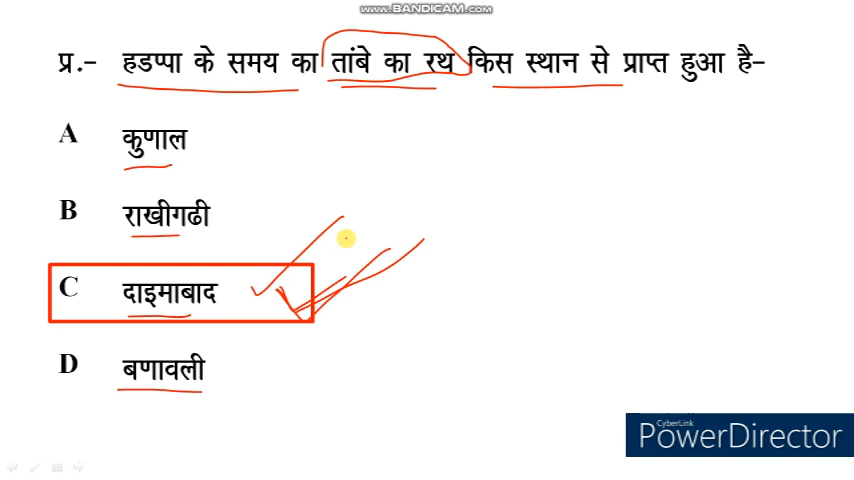 www.BANDICAM.com
प्र.- हडप्पा के समय का तांबे का रथ किस स्थान से प्राप्त हुआ है-
A कुणाल
B राखीगढी
C दाइमाबाद
D बणावली
CyberLink
PowerDirector